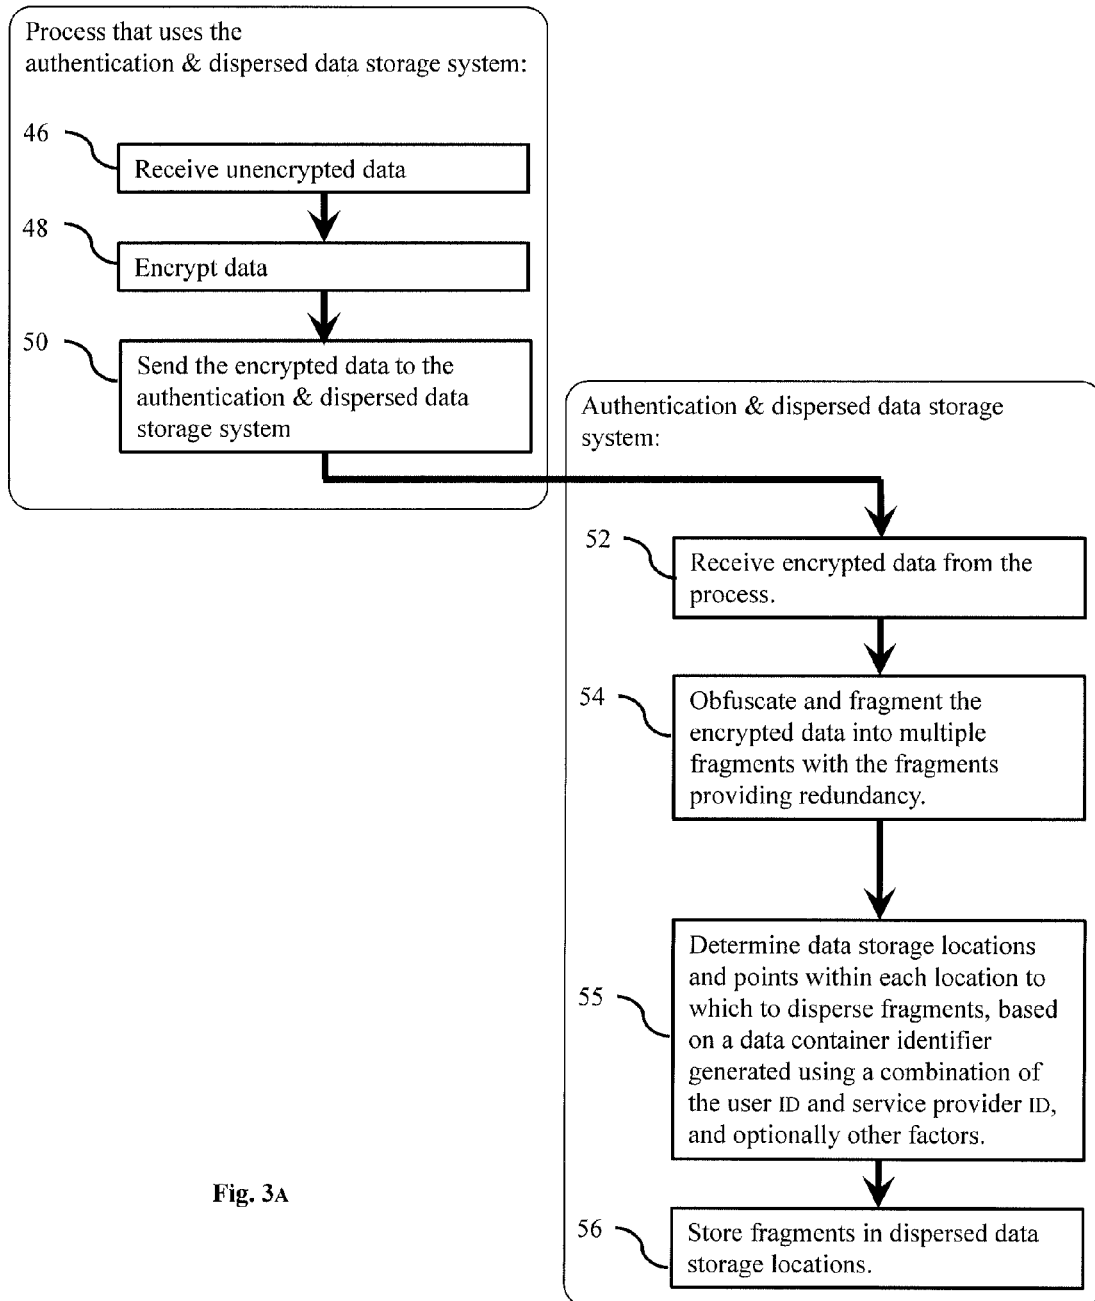 Process that uses the
authentication & dispersed data storage system:
46
Receive unencrypted data
48
Encrypt data
50
Send the encrypted data to the
authentication & dispersed data
storage system
Authentication & dispersed data storage
system:
52
Receive encrypted data from the
process.
54
Obfuscate and fragment the
encrypted data into multiple
fragments with the fragments
providing redundancy.
55
Determine data storage locations
and points within each location to
which to disperse fragments, based
on a data container identifier
generated using a combination of
the user ID and service provider ID,
and optionally other factors.
56
Store fragments in dispersed data
storage locations.
Fig. 3A